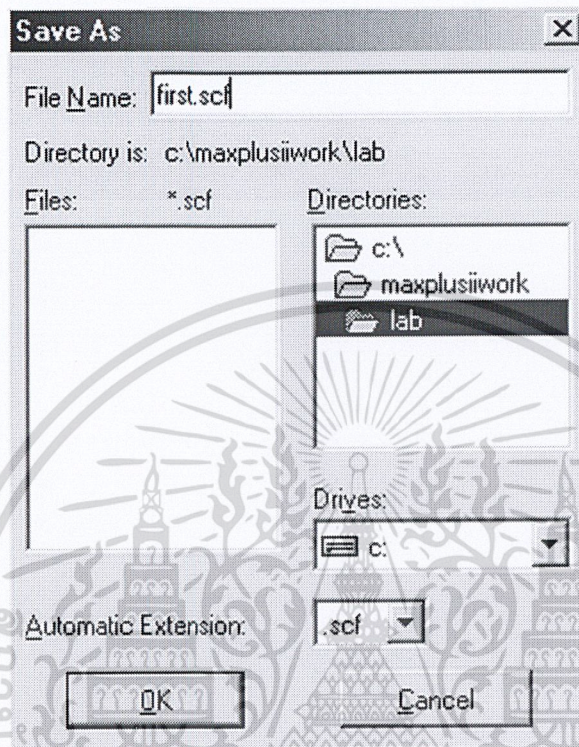 Save As
File Name: first.scf
Directory is: c:\maxplusiiwork\lab
Files: *.scf
Directories:
c:\
maxplusiiwork
lab
Drives:
c:
Automatic Extension: .scf
OK
Cancel